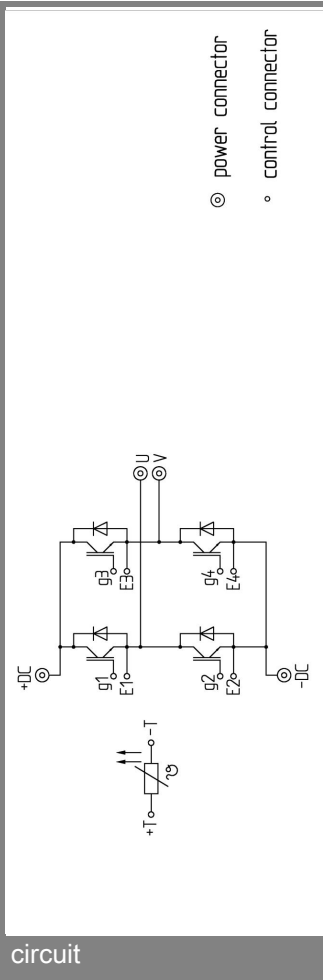 power connector
control connector
U
V
g3
E3
g4
E4
+DC
g1
E1
g2
E2
-DC
-T
+T
circuit